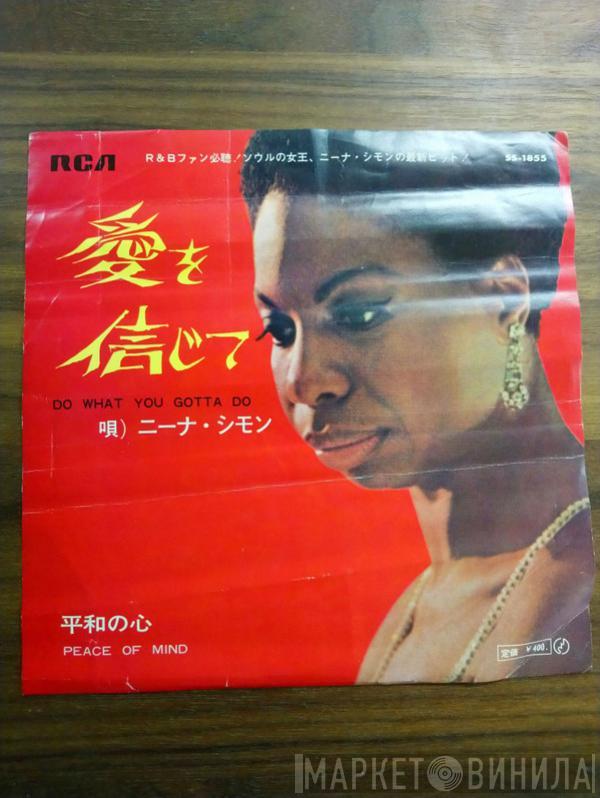 RCA
R&Bファン必聴!ソウルの女王、ニーナ・シモンの最新ヒット!
SS-1855
愛を
信じて
DO WHAT YOU GOTTA DO
唄) ニーナ・シモン
平和の心
PEACE OF MIND
定価 ¥400.
МАРКЕТ ВИНИЛА